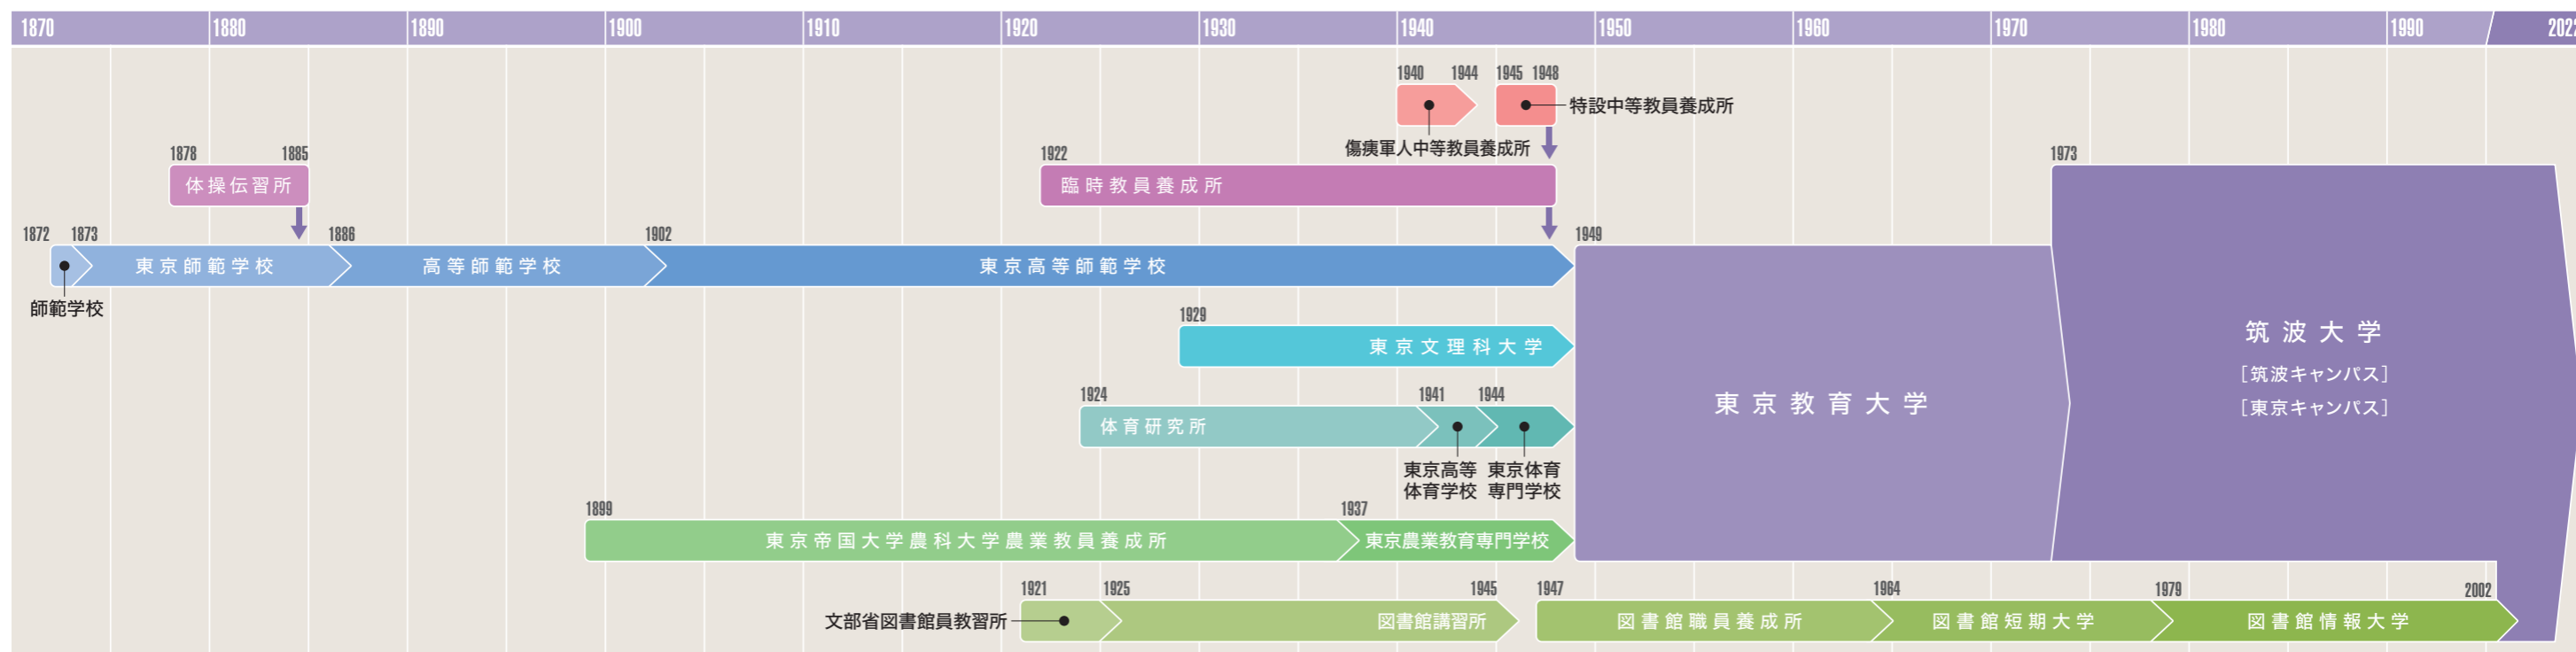 1870 1880 1890 1900 1910 1920 1930 1940 1950 1960 1970 1980 1990 2022
1940 1944 1945 1948
特設中等教員養成所
傷痍軍人中等教員養成所
1878 1885 1922 1973
体操伝習所 臨時教員養成所
1872 1873 1886 1902 1949
東京師範学校 高等師範学校 東京高等師範学校
師範学校
1929
東京文理科大学
筑波大学
[筑波キャンパス]
[東京キャンパス]
1924 1941 1944
東京教育大学
体育研究所
東京高等
体育学校
東京体育
専門学校
1899 1937
東京帝国大学農科大学農業教員養成所 東京農業教育専門学校
1921 1925 1945 1947 1964 1979 2002
文部省図書館員教習所 図書館講習所 図書館職員養成所 図書館短期大学 図書館情報大学